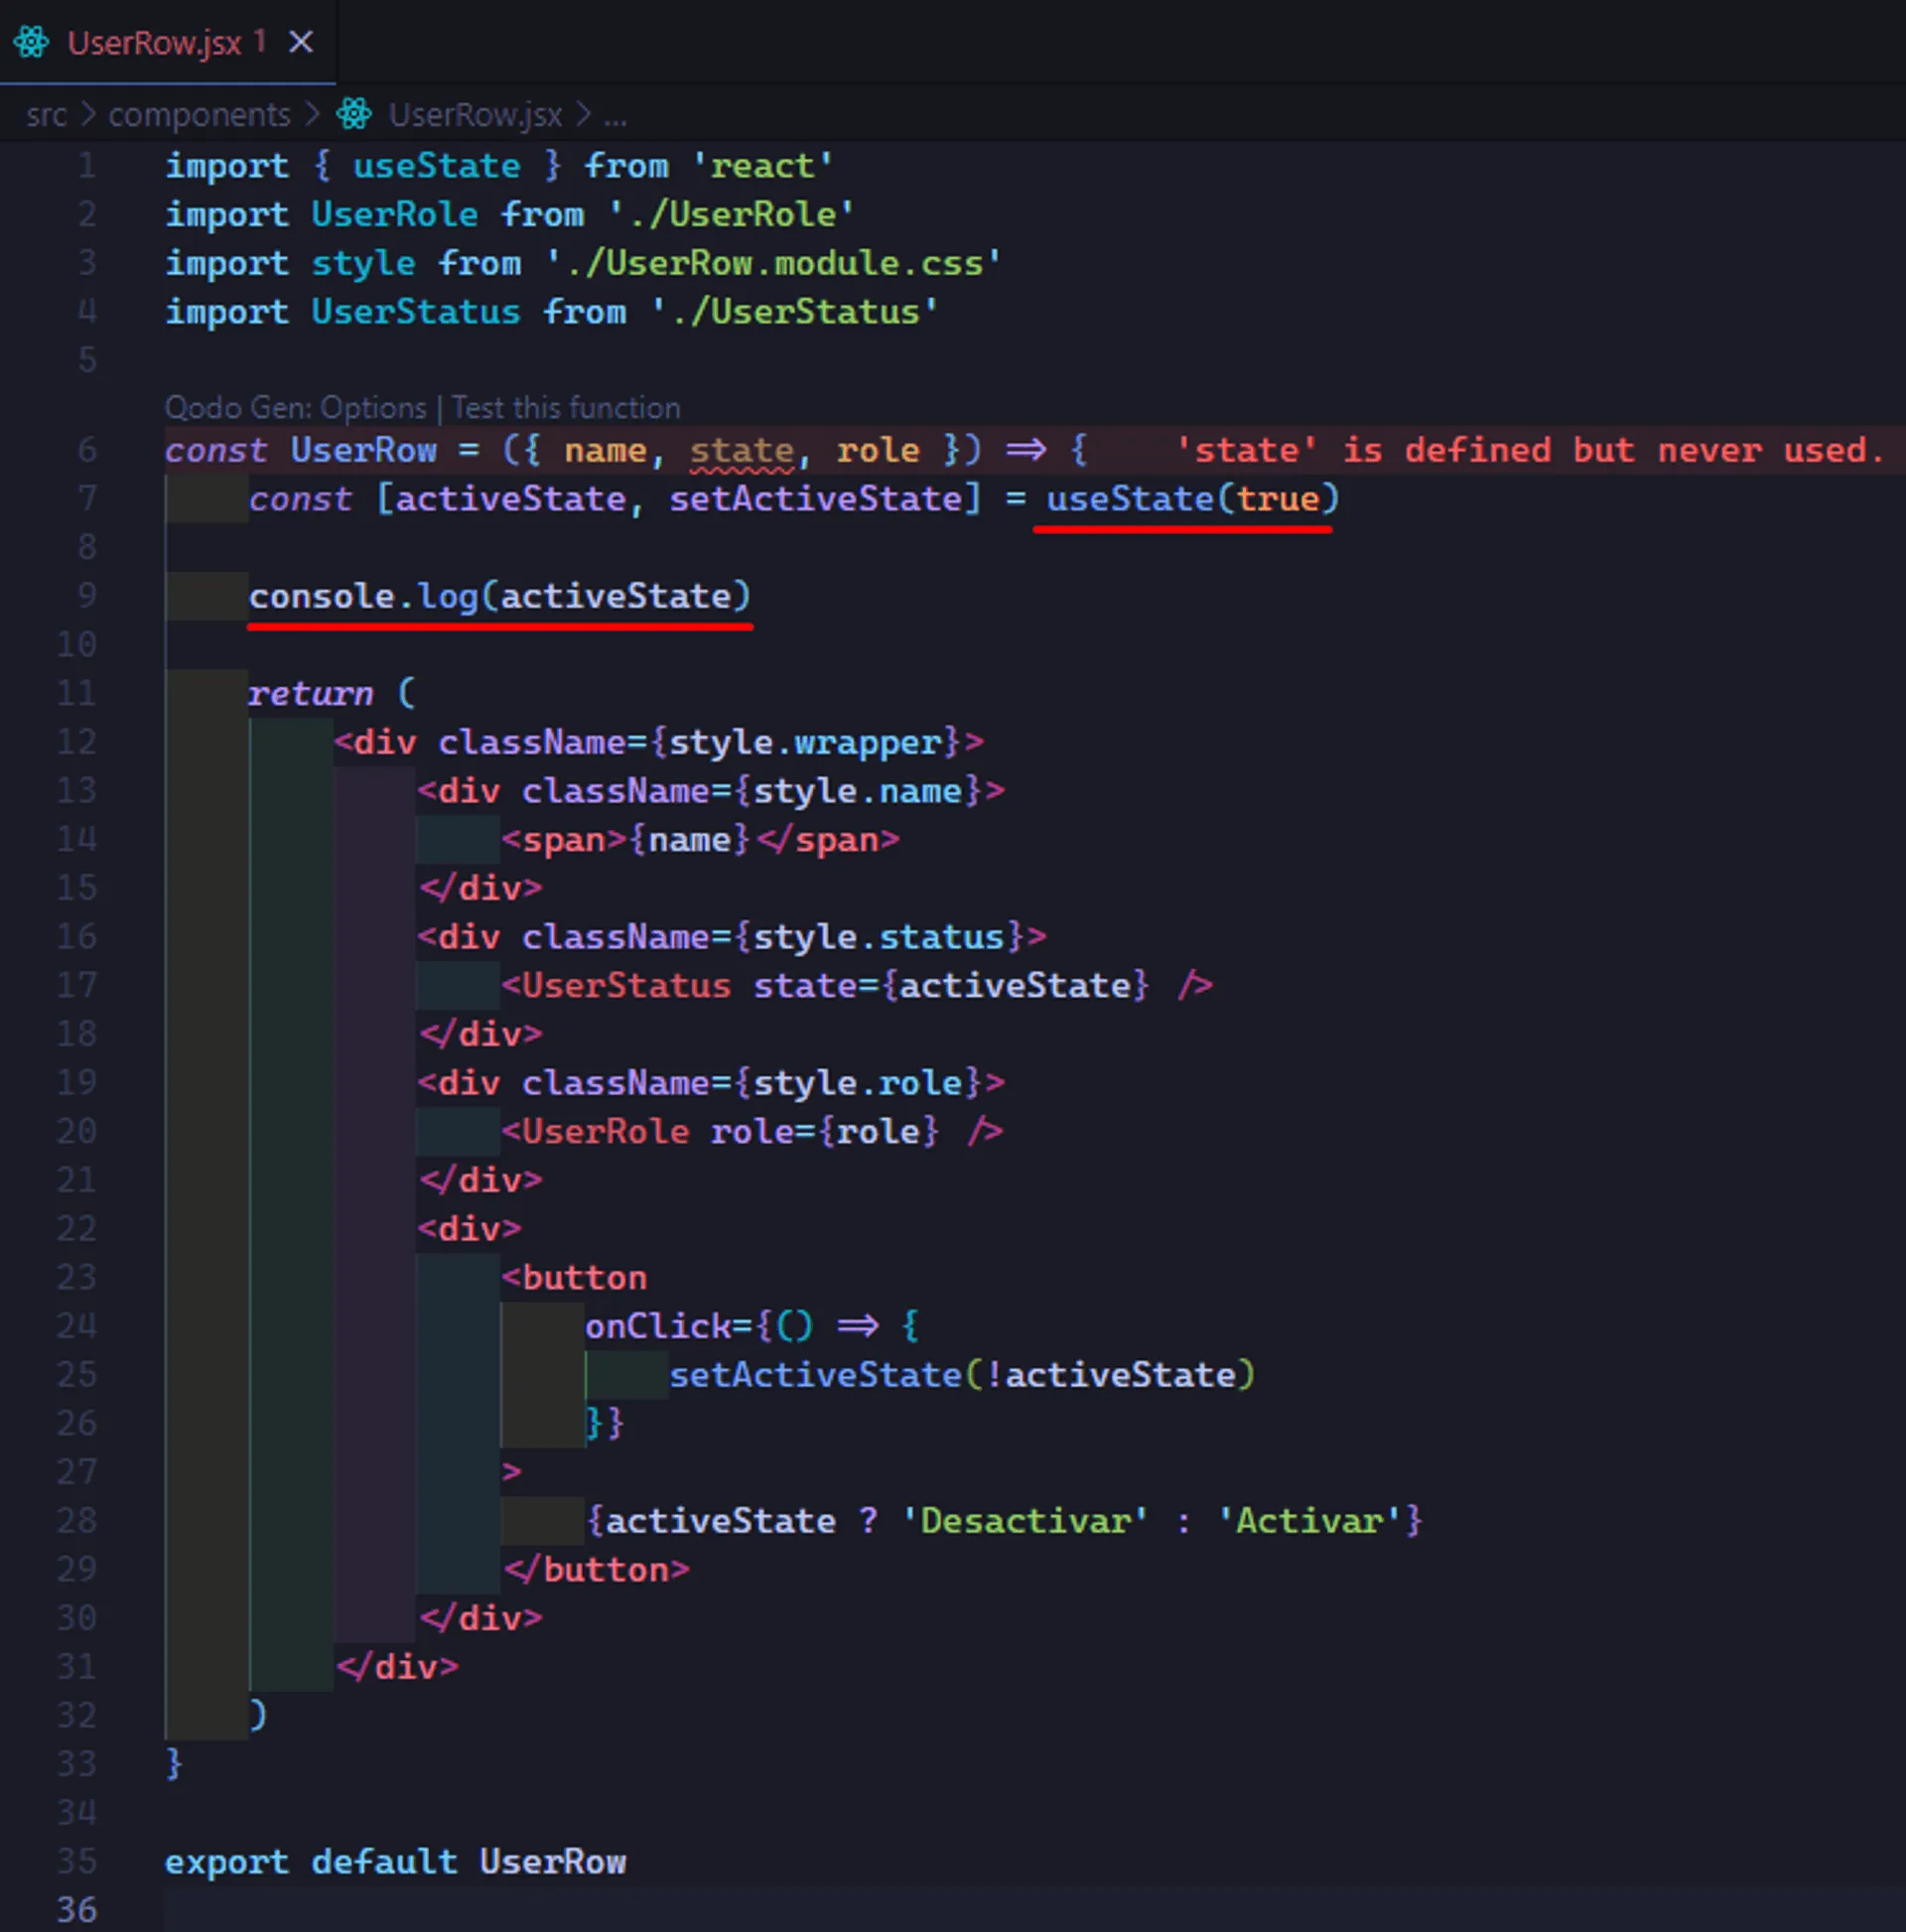 UserRow.jsx 1
src > components > UserRow.jsx > ...
1 import { useState } from 'react'
2 import UserRole from './UserRole'
3 import style from './UserRow.module.css'
4 import UserStatus from './UserStatus'
5
Qodo Gen: Options | Test this function
6 const UserRow = ({ name, state, role }) => { 'state' is defined but never used.
7 const [activeState, setActiveState] = useState(true)
8
9 console.log(activeState)
10
11 return (
12 <div className={style.wrapper}>
13 <div className={style.name}>
14 <span>{name}</span>
15 </div>
16 <div className={style.status}>
17 <UserStatus state={activeState} />
18 </div>
19 <div className={style.role}>
20 <UserRole role={role} />
21 </div>
22 <div>
23 <button
24 onClick={() => {
25 setActiveState(!activeState)
26 }}
27 >
28 {activeState ? 'Desactivar' : 'Activar'}
29 </button>
30 </div>
31 </div>
32 )
33 }
34
35 export default UserRow
36